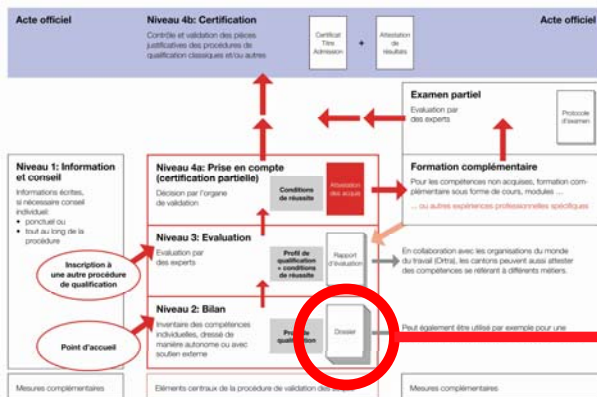 Acte officiel
Niveau 4b: Certification
Contrôle et validation des pièces
justificatives des procédures de
qualification classiques et/ou autres
Certificat
Titre
Admission
+
Attestation
de
résultats
Acte officiel
Examen partiel
Evaluation par
des experts
Protocole
d'examen
Niveau 1: Information
et conseil
Informations écrites,
si nécessaire conseil
individuel:
• ponctuel ou
• tout au long de la
procédure
Inscription à
une autre procédure
de qualification
Point d'accueil
Niveau 4a: Prise en compte
(certification partielle)
Décision par l'organe
de validation
Conditions
de réussite
Attestation
des acquis
Formation complémentaire
Pour les compétences non acquises, formation com-
plémentaire sous forme de cours, modules ...
... ou autres expériences professionnelles spécifiques
Niveau 3: Evaluation
Evaluation par
des experts
Profil de
qualification
+ conditions
de réussite
Rapport
d'évaluation
En collaboration avec les organisations du monde
du travail (Ortra), les cantons peuvent aussi attester
des compétences se référant à différents métiers.
Niveau 2: Bilan
Inventaire des compétences
individuelles, dressé de
manière autonome ou avec
soutien externe
Dossier
Peut également être utilisé par exemple pour une
Mesures complémentaires
Eléments centraux de la procédure de validation des
Mesures complémentaires